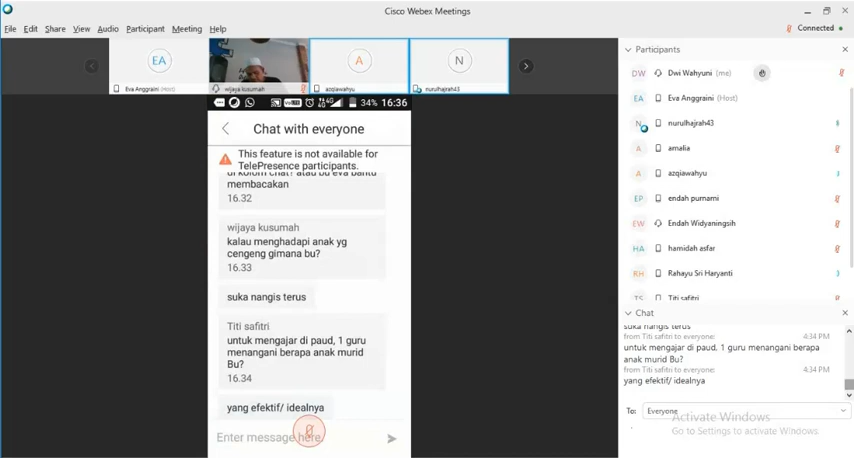 Cisco Webex Meetings
File Edit Share View Audio Participant Meeting Help
Connected
EA
Eva Anggraini (Host)
wijaya kusumah
A
azqiawahyu
N
nurulhajrah43
34% 16:36
Chat with everyone
This feature is not available for
TelePresence participants.
di kolom chat? atau bu eva bantu
membacakan
16.32
wijaya kusumah
kalau menghadapi anak yg
cengeng gimana bu?
16.33
suka nangis terus
Titi safitri
untuk mengajar di paud, 1 guru
menangani berapa anak murid
Bu?
16.34
yang efektif/ idealnya
Enter message here
Participants
DW Dwi Wahyuni (me)
EA Eva Anggraini (Host)
N nurulhajrah43
A amalia
A azqiawahyu
EP endah purnami
EW Endah Widyaningsih
HA hamidah asfar
RH Rahayu Sri Haryanti
TS Titi safitri
Chat
suka nangis terus
from Titi safitri to everyone: 4:34 PM
untuk mengajar di paud, 1 guru menangani berapa
anak murid Bu?
from Titi safitri to everyone: 4:34 PM
yang efektif/ idealnya
To: Everyone
Activate Windows
Go to Settings to activate Windows.